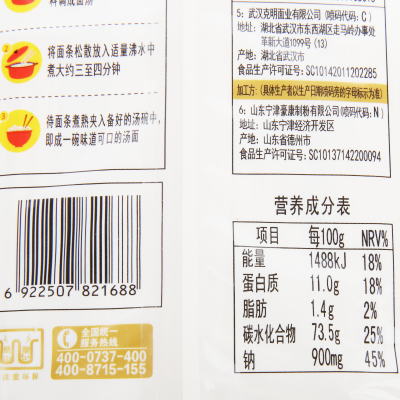 将面条松散放入适量沸水中
煮大约三至四分钟
待面条煮熟夹入备好的汤碗中,
即成一碗味道可口的汤面
6 922507 821688
全国统一
服务热线
400-0737-400
400-8715-155
5：武汉克明面业有限公司（喷码代码：C）
地址：湖北省武汉市东西湖区走马岭办事处
革新大道1099号（13）
产地：湖北省武汉市
食品生产许可证号：SC10142011202285
加工方：（具体生产者以生产日期喷码后的字母标示为准）
6：山东宁津豪康制粉有限公司（喷码代码：N）
地址：山东宁津经济开发区
产地：山东省德州市
食品生产许可证号：SC10137142200094
营养成分表
项目 每100g NRV%
能量 1488kJ 18%
蛋白质 11.0g 18%
脂肪 1.4g 2%
碳水化合物 73.5g 25%
钠 900mg 45%